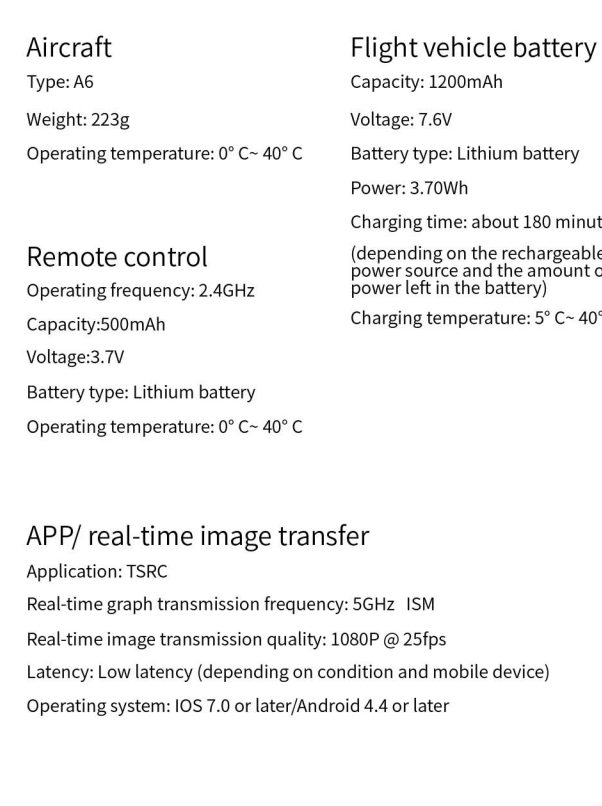 Aircraft
Type: A6
Weight: 223g
Operating temperature: 0° C~ 40° C
Remote control
Operating frequency: 2.4GHz
Capacity:500mAh
Voltage:3.7V
Battery type: Lithium battery
Operating temperature: 0° C~ 40° C
Flight vehicle battery
Capacity: 1200mAh
Voltage: 7.6V
Battery type: Lithium battery
Power: 3.70Wh
Charging time: about 180 minut
(depending on the rechargeable
power source and the amount o
power left in the battery)
Charging temperature: 5° C~ 40°
APP/ real-time image transfer
Application: TSRC
Real-time graph transmission frequency: 5GHz ISM
Real-time image transmission quality: 1080P @ 25fps
Latency: Low latency (depending on condition and mobile device)
Operating system: IOS 7.0 or later/Android 4.4 or later